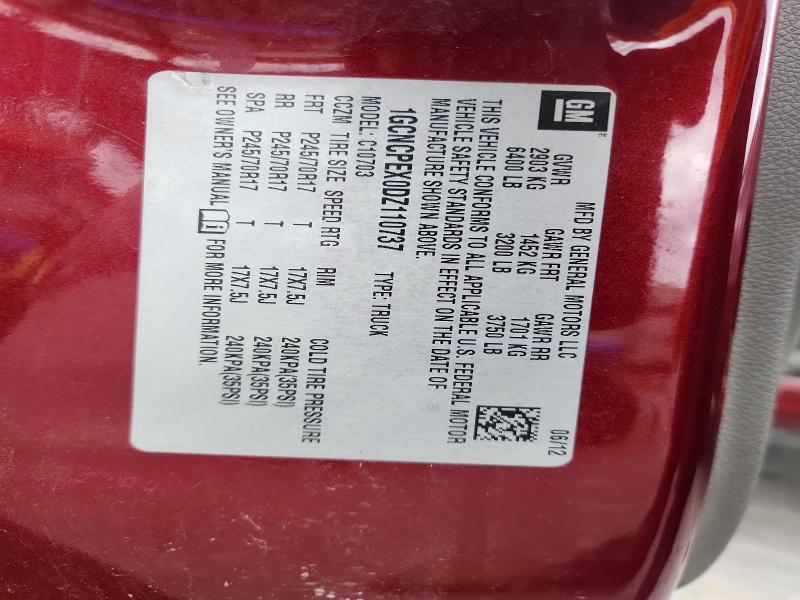 GM®
MFD BY GENERAL MOTORS LLC 06/12
GVWR GAWR FRT GAWR RR
2903 KG 1452 KG 1701 KG
6400 LB 3200 LB 3750 LB
THIS VEHICLE CONFORMS TO ALL APPLICABLE U.S. FEDERAL MOTOR
VEHICLE SAFETY STANDARDS IN EFFECT ON THE DATE OF
MANUFACTURE SHOWN ABOVE.
1GCNCPEX0DZ110737 TYPE: TRUCK
MODEL: C10703
CCZM TIRE SIZE SPEED RTG RIM COLD TIRE PRESSURE
FRT P245/70R17 T 17X7.5J 240KPA(35PSI)
RR P245/70R17 T 17X7.5J 240KPA(35PSI)
SPA P245/70R17 T 17X7.5J 240KPA(35PSI)
SEE OWNER'S MANUAL FOR MORE INFORMATION.